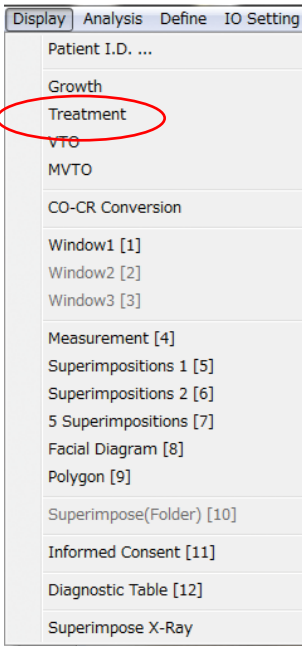 Display Analysis Define IO Setting
Patient I.D. ...
Growth
Treatment
VTO
MVTO
CO-CR Conversion
Window1 [1]
Window2 [2]
Window3 [3]
Measurement [4]
Superimpositions 1 [5]
Superimpositions 2 [6]
5 Superimpositions [7]
Facial Diagram [8]
Polygon [9]
Superimpose(Folder) [10]
Informed Consent [11]
Diagnostic Table [12]
Superimpose X-Ray